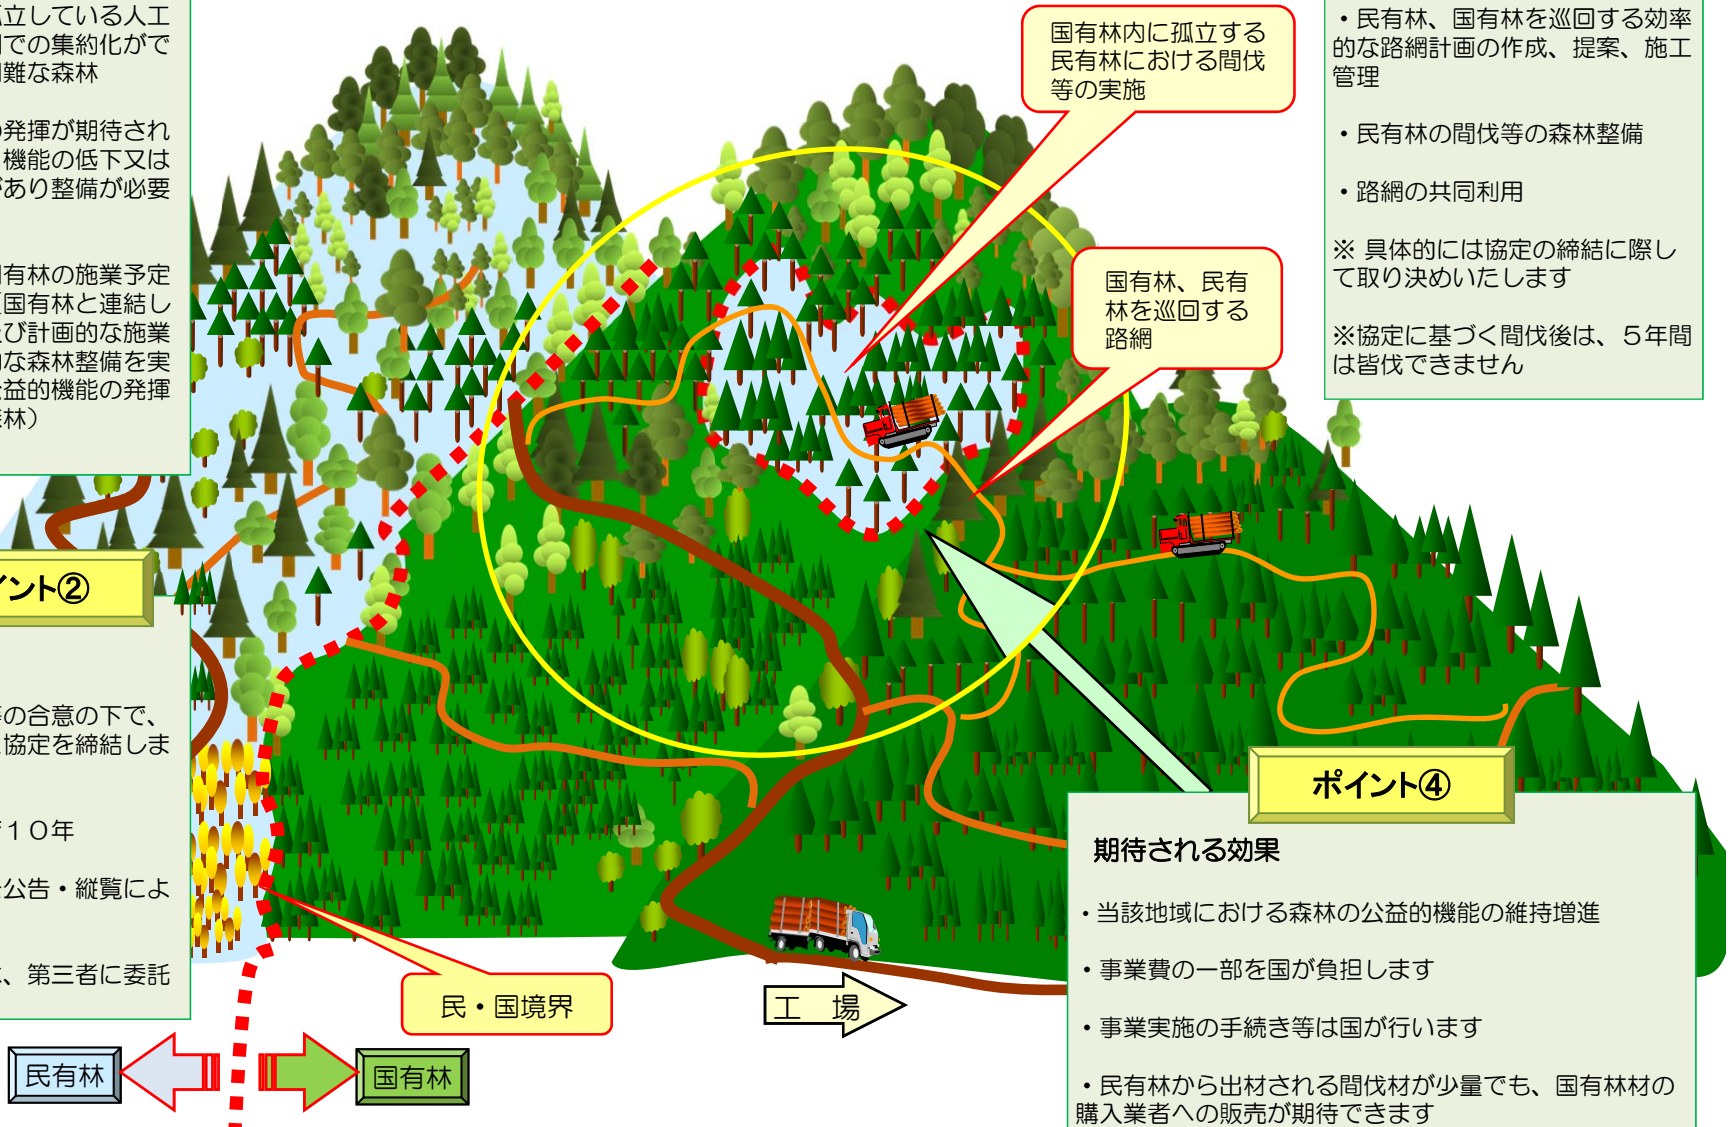 立している人工
での集約化がで
難な森林
発揮が期待され
機能の低下又は
があり整備が必要
有林の施業予定
国有林と連結し
び計画的な施業
な森林整備を実
益的機能の発揮
林）
イント②
等の合意の下で、
協定を締結しま
１０年
公告・縦覧によ
、第三者に委託
国有林内に孤立する
民有林における間伐
等の実施
国有林、民有
林を巡回する
路網
・民有林、国有林を巡回する効率
的な路網計画の作成、提案、施工
管理
・民有林の間伐等の森林整備
・路網の共同利用
※ 具体的には協定の締結に際し
て取り決めいたします
※協定に基づく間伐後は、５年間
は皆伐できません
ポイント④
期待される効果
・当該地域における森林の公益的機能の維持増進
・事業費の一部を国が負担します
・事業実施の手続き等は国が行います
・民有林から出材される間伐材が少量でも、国有林材の
購入業者への販売が期待できます
民・国境界
工　場
民有林
国有林